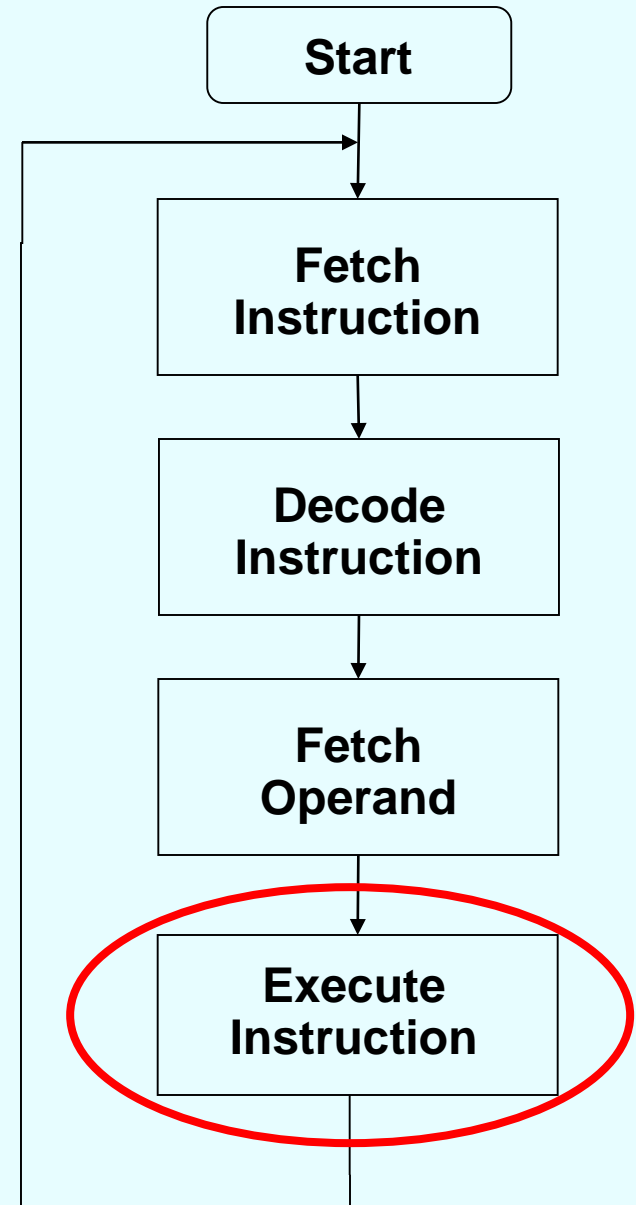 Start
Fetch
Instruction
Decode
Instruction
Fetch
Operand
Execute
Instruction